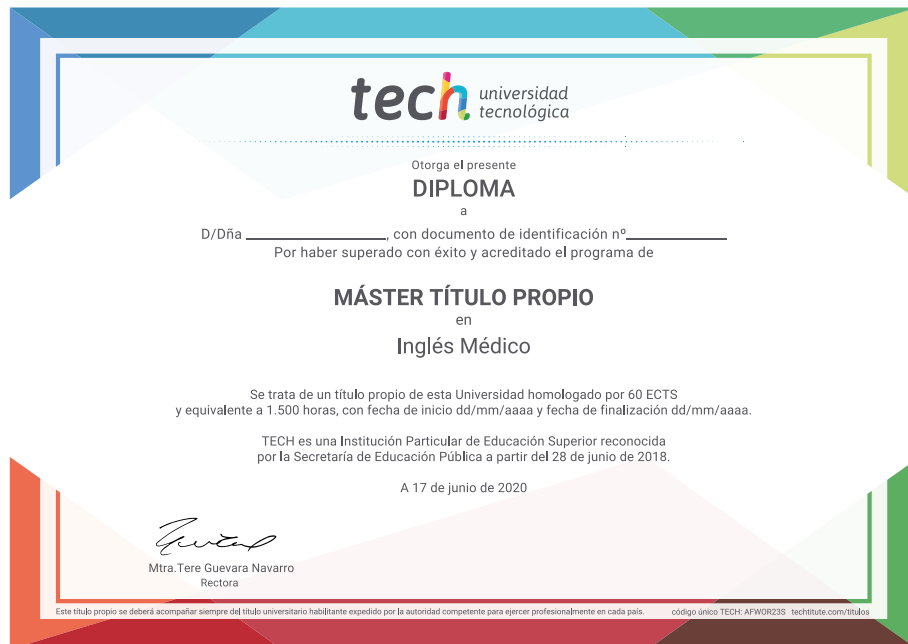 tech universidad
tecnológica
Otorga el presente
DIPLOMA
a
D/Dña ____________, con documento de identificación nº____________
Por haber superado con éxito y acreditado el programa de
MÁSTER TÍTULO PROPIO
en
Inglés Médico
Se trata de un título propio de esta Universidad homologado por 60 ECTS
y equivalente a 1.500 horas, con fecha de inicio dd/mm/aaaa y fecha de finalización dd/mm/aaaa.
TECH es una Institución Particular de Educación Superior reconocida
por la Secretaría de Educación Pública a partir del 28 de junio de 2018.
A 17 de junio de 2020
Mtra.Tere Guevara Navarro
Rectora
Este título propio se deberá acompañar siempre del título universitario habilitante expedido por la autoridad competente para ejercer profesionalmente en cada país. código único TECH: AFWOR23S techtitute.com/titulos